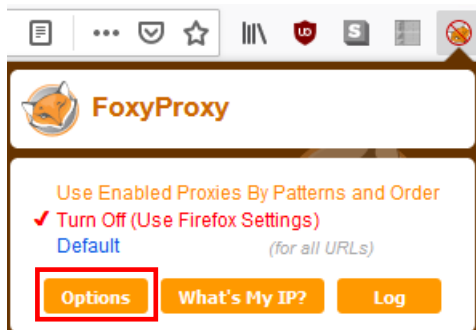 FoxyProxy
Use Enabled Proxies By Patterns and Order
Turn Off (Use Firefox Settings)
Default (for all URLs)
Options What's My IP? Log